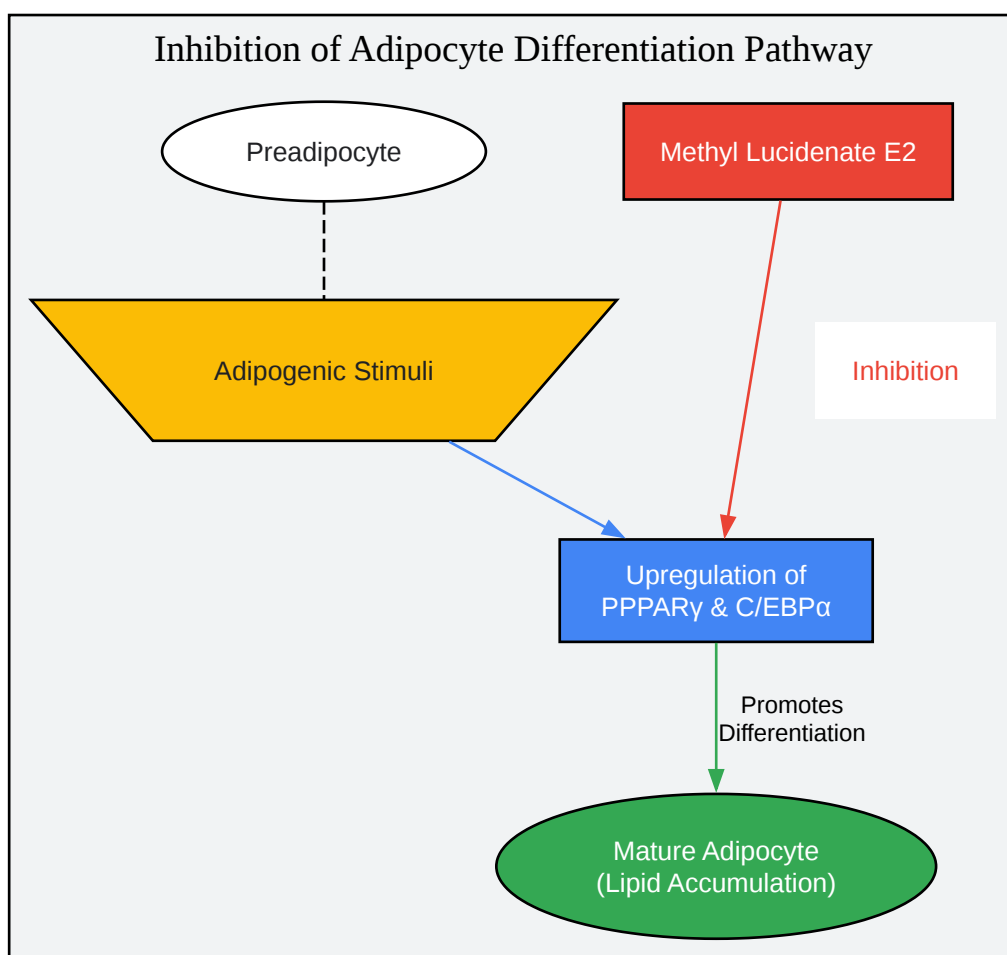 Inhibition of Adipocyte Differentiation Pathway
Preadipocyte
Methyl Lucidenate E2
Adipogenic Stimuli
Inhibition
Upregulation of
PPPARγ & C/EBPα
Promotes
Differentiation
Mature Adipocyte
(Lipid Accumulation)